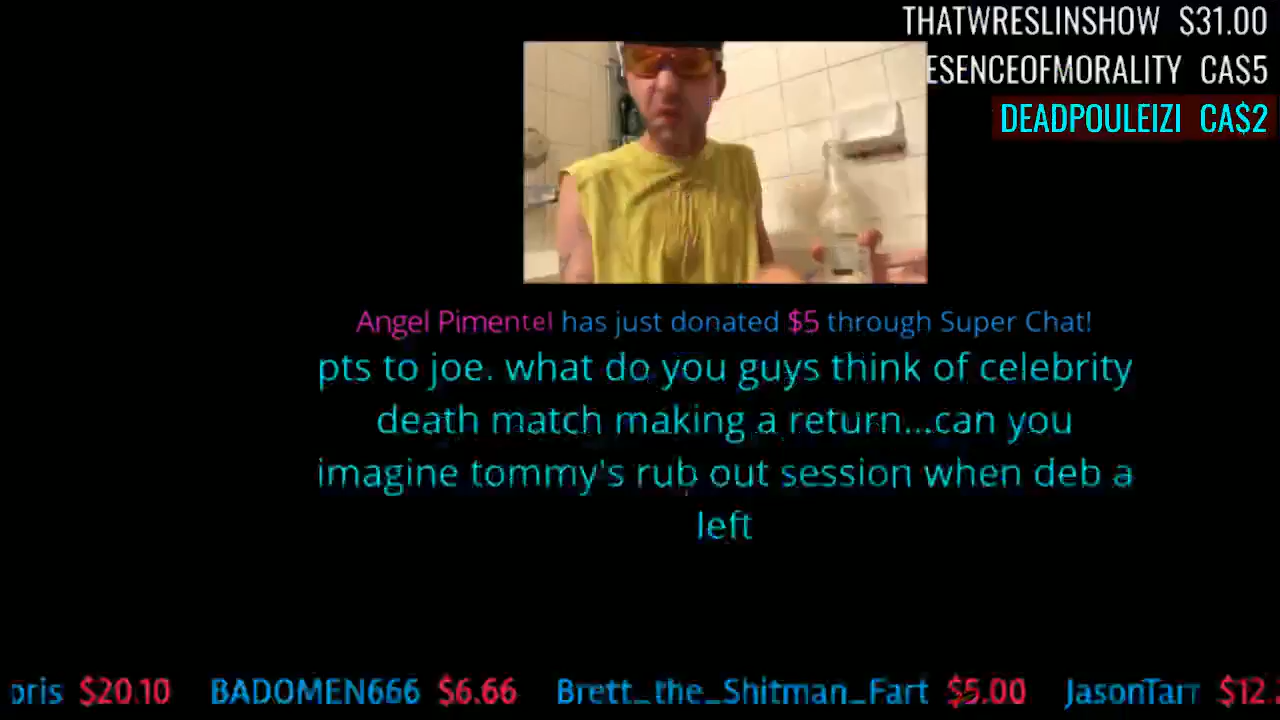 THATWRESLINSHOW $31.00
ESENCEOFMORALITY CA$5
DEADPOULEIZI CA$2
Angel Pimentel has just donated $5 through Super Chat!
pts to joe. what do you guys think of celebrity
death match making a return...can you
imagine tommy's rub out session when deb a
left
oris $20.10 BADOMEN666 $6.66 Brett_the_Shitman_Fart $5.00 JasonTarr $12.